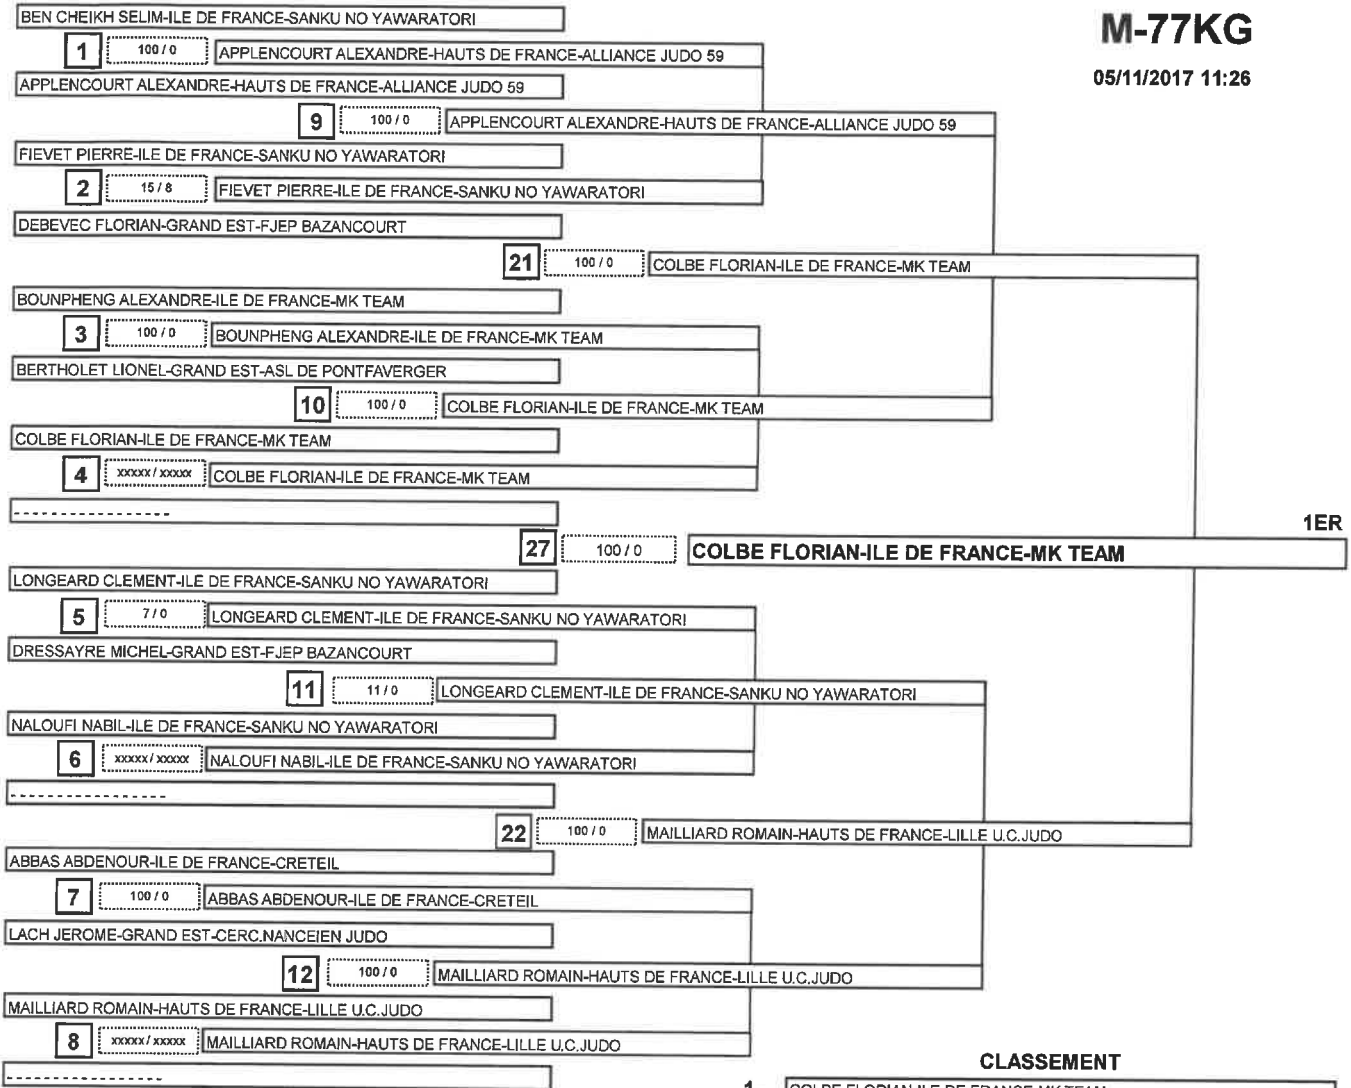 BEN CHEIKH SELIM-ILE DE FRANCE-SANKU NO YAWARATORI
M-77KG
1 100 / 0 APPLENCOURT ALEXANDRE-HAUTS DE FRANCE-ALLIANCE JUDO 59
05/11/2017 11:26
APPLENCOURT ALEXANDRE-HAUTS DE FRANCE-ALLIANCE JUDO 59
9 100 / 0 APPLENCOURT ALEXANDRE-HAUTS DE FRANCE-ALLIANCE JUDO 59
FIEVET PIERRE-ILE DE FRANCE-SANKU NO YAWARATORI
2 15 / 8 FIEVET PIERRE-ILE DE FRANCE-SANKU NO YAWARATORI
DEBEVEC FLORIAN-GRAND EST-FJEP BAZANCOURT
21 100 / 0 COLBE FLORIAN-ILE DE FRANCE-MK TEAM
BOUNPHENG ALEXANDRE-ILE DE FRANCE-MK TEAM
3 100 / 0 BOUNPHENG ALEXANDRE-ILE DE FRANCE-MK TEAM
BERTHOLET LIONEL-GRAND EST-ASL DE PONTFAVERGER
10 100 / 0 COLBE FLORIAN-ILE DE FRANCE-MK TEAM
COLBE FLORIAN-ILE DE FRANCE-MK TEAM
4 xxxxx / xxxxx COLBE FLORIAN-ILE DE FRANCE-MK TEAM
- - - - - - - - - - - - - - - - -
1ER
27 100 / 0 COLBE FLORIAN-ILE DE FRANCE-MK TEAM
LONGEARD CLEMENT-ILE DE FRANCE-SANKU NO YAWARATORI
5 7 / 0 LONGEARD CLEMENT-ILE DE FRANCE-SANKU NO YAWARATORI
DRESSAYRE MICHEL-GRAND EST-FJEP BAZANCOURT
11 11 / 0 LONGEARD CLEMENT-ILE DE FRANCE-SANKU NO YAWARATORI
NALOUFI NABIL-ILE DE FRANCE-SANKU NO YAWARATORI
6 xxxxx / xxxxx NALOUFI NABIL-ILE DE FRANCE-SANKU NO YAWARATORI
- - - - - - - - - - - - - - - - -
22 100 / 0 MAILLIARD ROMAIN-HAUTS DE FRANCE-LILLE U.C.JUDO
ABBAS ABDENOUR-ILE DE FRANCE-CRETEIL
7 100 / 0 ABBAS ABDENOUR-ILE DE FRANCE-CRETEIL
LACH JEROME-GRAND EST-CERC.NANCEIEN JUDO
12 100 / 0 MAILLIARD ROMAIN-HAUTS DE FRANCE-LILLE U.C.JUDO
MAILLIARD ROMAIN-HAUTS DE FRANCE-LILLE U.C.JUDO
8 xxxxx / xxxxx MAILLIARD ROMAIN-HAUTS DE FRANCE-LILLE U.C.JUDO
CLASSEMENT
- - - - - - - - - - - - - - - - -
1 COLBE FLORIAN-ILE DE FRANCE-MK TEAM